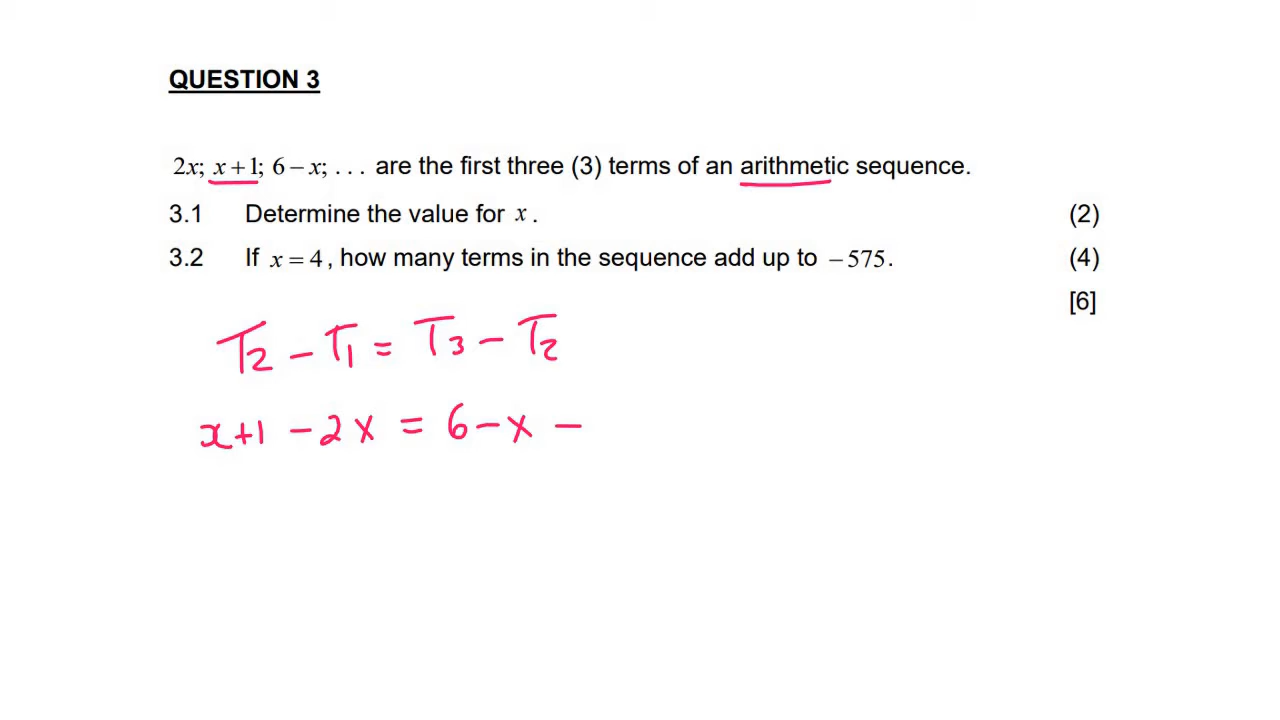 QUESTION 3
2x; x + 1; 6 – x; . . . are the first three (3) terms of an arithmetic sequence.
3.1 Determine the value for x . (2)
3.2 If x = 4 , how many terms in the sequence add up to – 575. (4)
[6]
T₂ – T₁ = T₃ – T₂
x+1 – 2x = 6 – x –